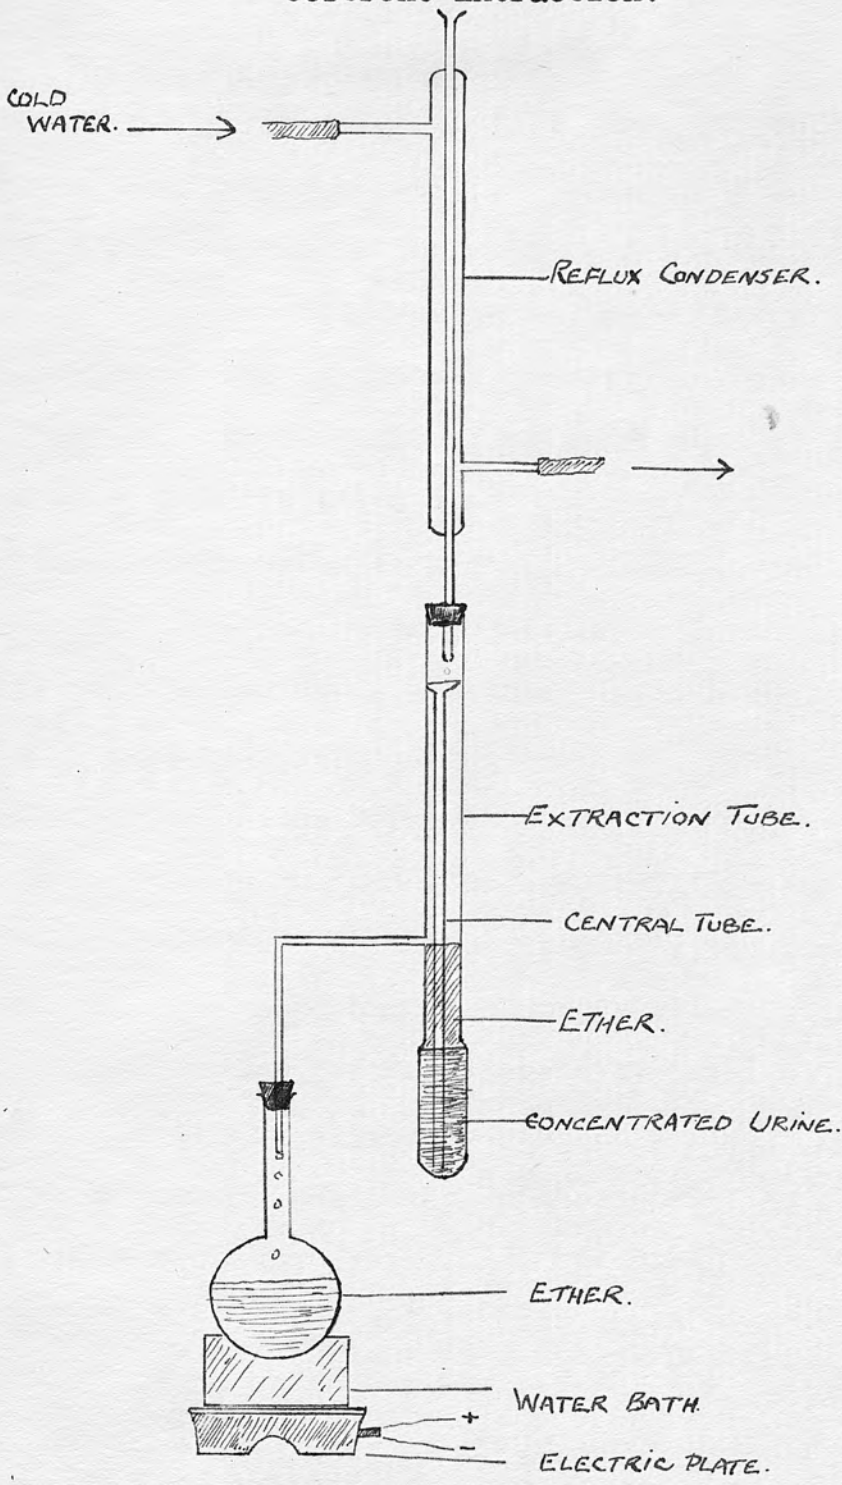 COLD
WATER.
REFLUX CONDENSER.
EXTRACTION TUBE.
CENTRAL TUBE.
ETHER.
CONCENTRATED URINE.
ETHER.
WATER BATH
+
-
ELECTRIC PLATE.